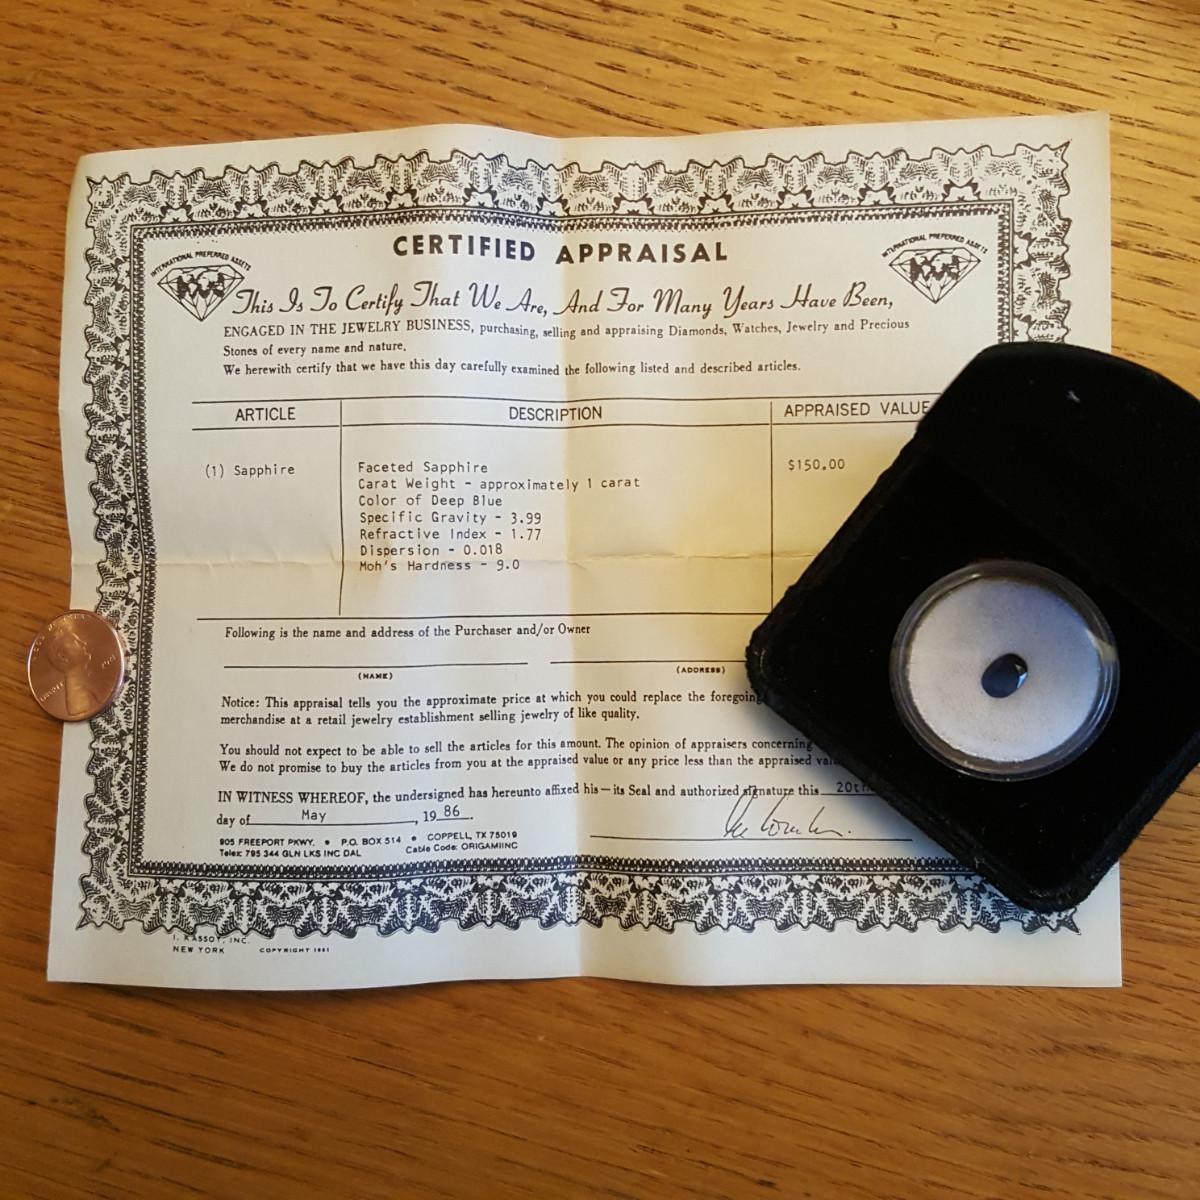 CERTIFIED APPRAISAL
INTERNATIONAL PREFERRED ASSETS
INTERNATIONAL PREFERRED ASSETS
This Is To Certify That We Are, And For Many Years Have Been,
ENGAGED IN THE JEWELRY BUSINESS, purchasing, selling and appraising Diamonds, Watches, Jewelry and Precious
Stones of every name and nature.
We herewith certify that we have this day carefully examined the following listed and described articles.
ARTICLE DESCRIPTION APPRAISED VALUE
(1) Sapphire Faceted Sapphire $150.00
Carat Weight - approximately 1 carat
Color of Deep Blue
Specific Gravity - 3.99
Refractive Index - 1.77
Dispersion - 0.018
Moh's Hardness - 9.0
Following is the name and address of the Purchaser and/or Owner
(NAME) (ADDRESS)
Notice: This appraisal tells you the approximate price at which you could replace the foregoing
merchandise at a retail jewelry establishment selling jewelry of like quality.
You should not expect to be able to sell the articles for this amount. The opinion of appraisers concerning
We do not promise to buy the articles from you at the appraised value or any price less than the appraised
IN WITNESS WHEREOF, the undersigned has hereunto affixed his—its Seal and authorized signature this 20th
day of May, 19 86.
905 FREEPORT PKWY. • P.O. BOX 514 • COPPELL, TX 75019
Telex: 795 344 GLN LKS INC DAL Cable Code: ORIGAMIINC
I. KASSOY, INC.
NEW YORK COPYRIGHT 1981